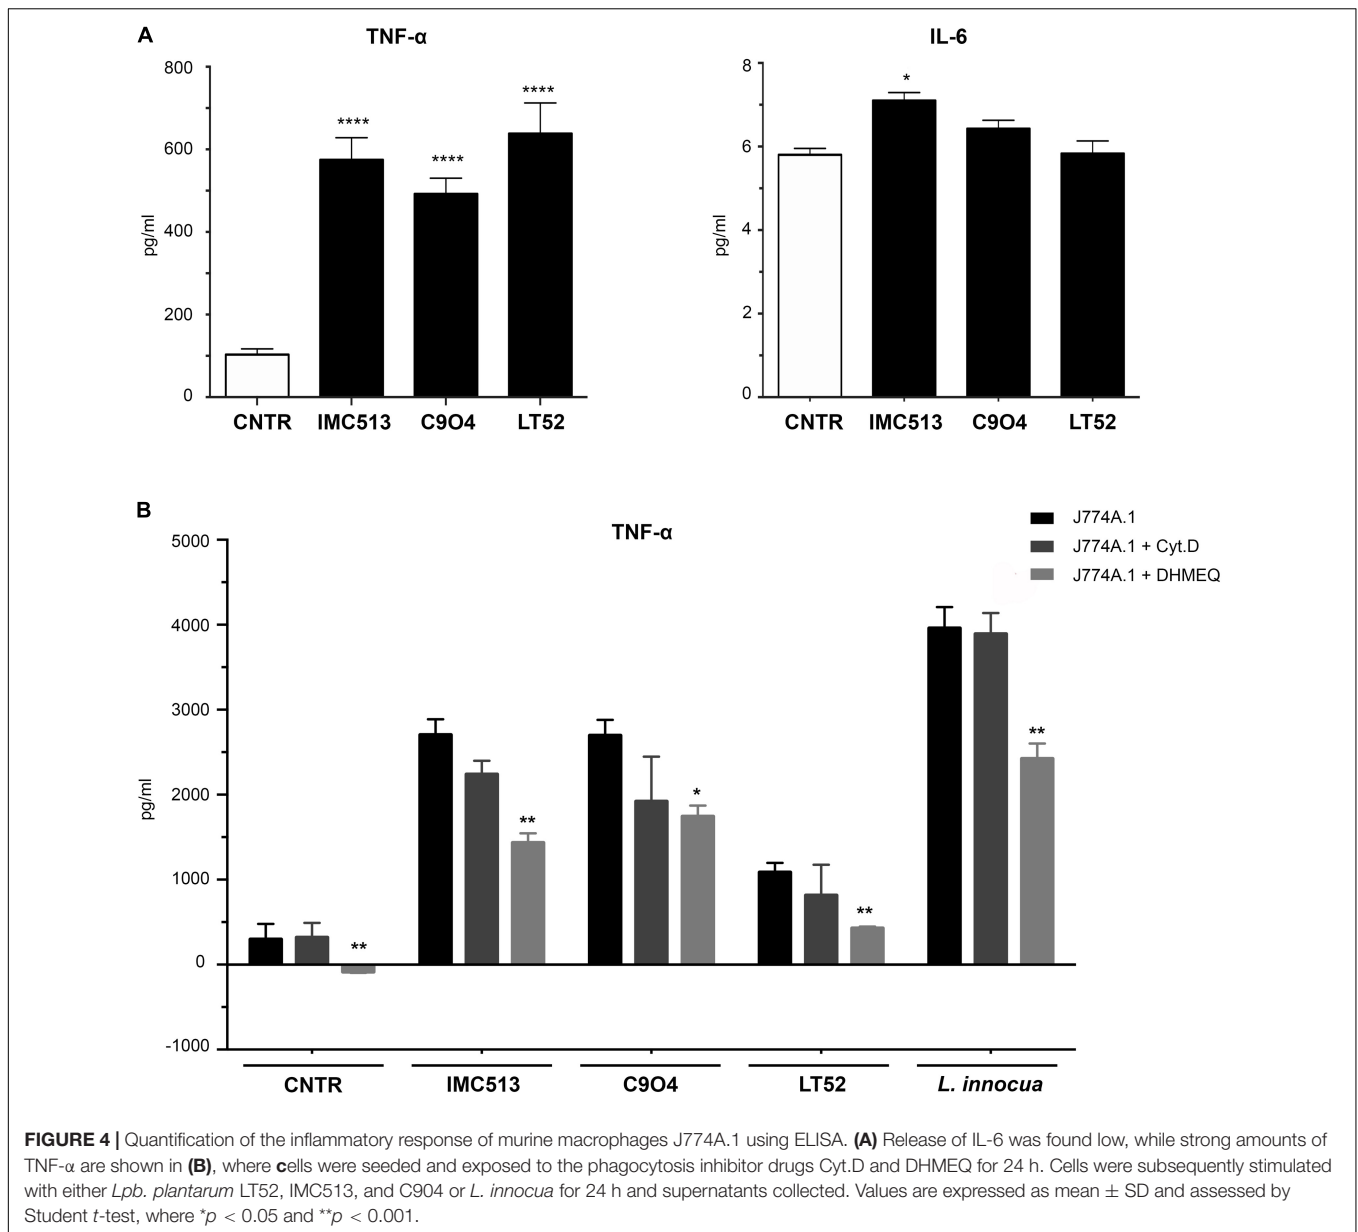 A
TNF-α
800
600
400
200
0
pg/ml
****
****
****
CNTR IMC513 C9O4 LT52
IL-6
8
6
4
2
0
pg/ml
*
CNTR IMC513 C9O4 LT52
B
TNF-α
J774A.1
J774A.1 + Cyt.D
J774A.1 + DHMEQ
5000
4000
3000
2000
1000
0
-1000
pg/ml
**
**
*
**
**
CNTR IMC513 C9O4 LT52 L. innocua
FIGURE 4 | Quantification of the inflammatory response of murine macrophages J774A.1 using ELISA. (A) Release of IL-6 was found low, while strong amounts of
TNF-α are shown in (B), where cells were seeded and exposed to the phagocytosis inhibitor drugs Cyt.D and DHMEQ for 24 h. Cells were subsequently stimulated
with either Lpb. plantarum LT52, IMC513, and C904 or L. innocua for 24 h and supernatants collected. Values are expressed as mean ± SD and assessed by
Student t-test, where *p < 0.05 and **p < 0.001.